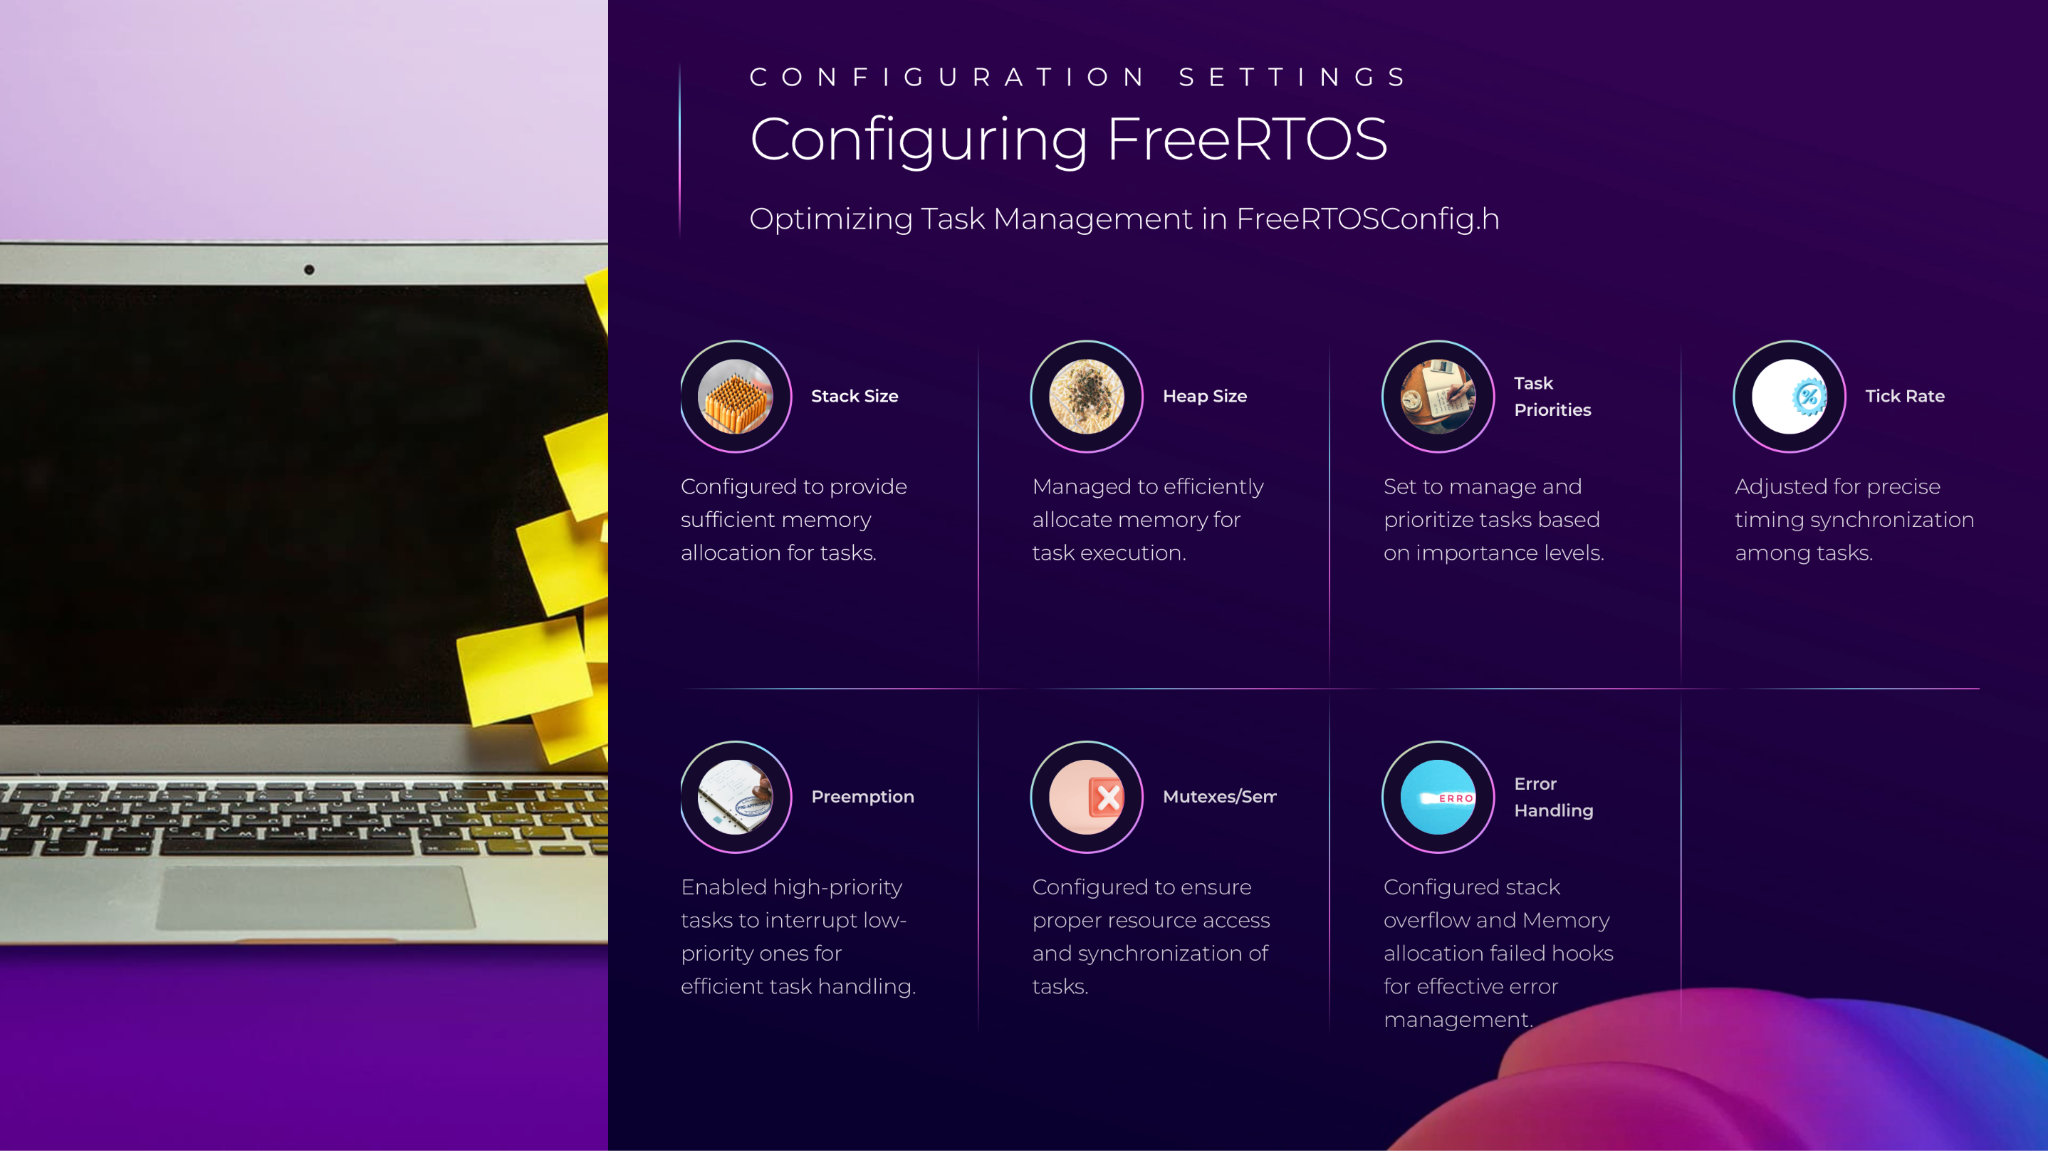 CONFIGURATION SETTINGS
Configuring FreeRTOS
Optimizing Task Management in FreeRTOSConfig.h
Stack Size
Configured to provide
sufficient memory
allocation for tasks.
Heap Size
Managed to efficiently
allocate memory for
task execution.
Task
Priorities
Set to manage and
prioritize tasks based
on importance levels.
Tick Rate
Adjusted for precise
timing synchronization
among tasks.
Preemption
Enabled high-priority
tasks to interrupt low-
priority ones for
efficient task handling.
Mutexes/Sem
Configured to ensure
proper resource access
and synchronization of
tasks.
ERRO
Error
Handling
Configured stack
overflow and Memory
allocation failed hooks
for effective error
management.